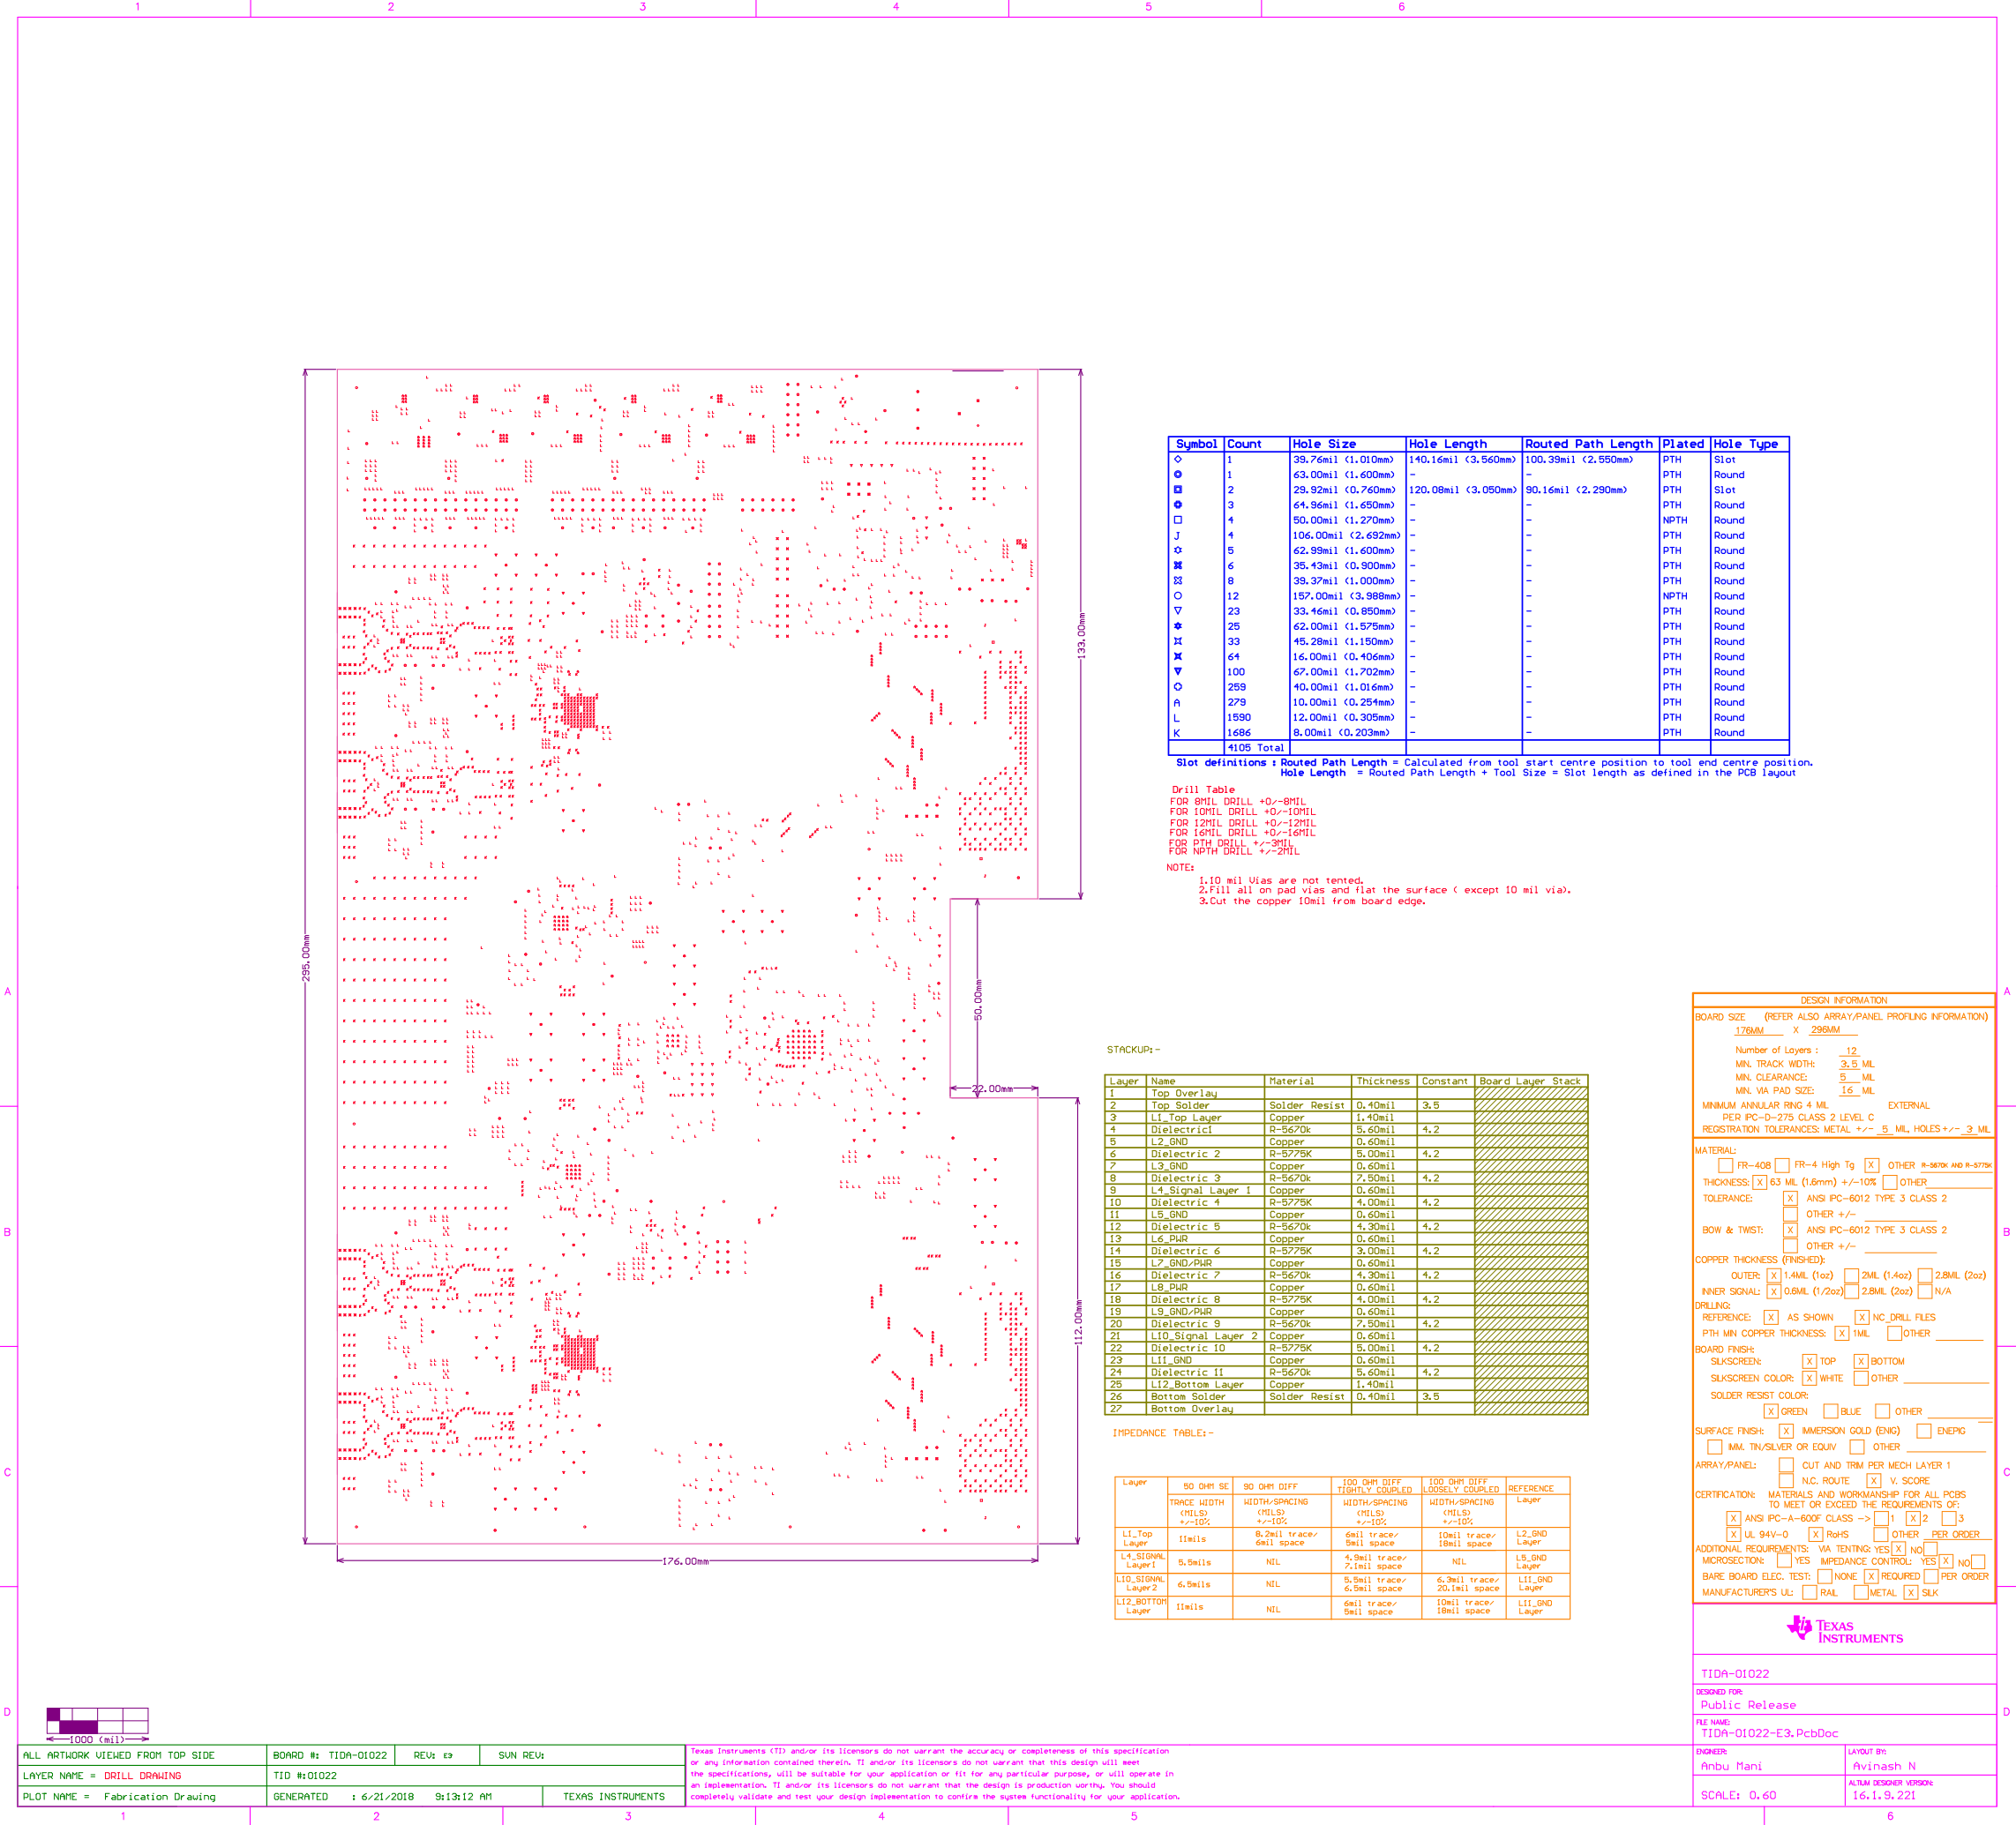 1 2 3 4 5 6
295.00mm
133.00mm
50.00mm
22.00mm
112.00mm
176.00mm
Symbol Count Hole Size Hole Length Routed Path Length Plated Hole Type
1 39.76mil (1.010mm) 140.16mil (3.560mm) 100.39mil (2.550mm) PTH Slot
1 63.00mil (1.600mm) - - PTH Round
2 29.92mil (0.760mm) 120.08mil (3.050mm) 90.16mil (2.290mm) PTH Slot
3 64.96mil (1.650mm) - - PTH Round
4 50.00mil (1.270mm) - - NPTH Round
J 4 106.00mil (2.692mm) - - PTH Round
5 62.99mil (1.600mm) - - PTH Round
6 35.43mil (0.900mm) - - PTH Round
8 39.37mil (1.000mm) - - PTH Round
12 157.00mil (3.988mm) - - NPTH Round
23 33.46mil (0.850mm) - - PTH Round
25 62.00mil (1.575mm) - - PTH Round
33 45.28mil (1.150mm) - - PTH Round
64 16.00mil (0.406mm) - - PTH Round
100 67.00mil (1.702mm) - - PTH Round
259 40.00mil (1.016mm) - - PTH Round
A 279 10.00mil (0.254mm) - - PTH Round
L 1590 12.00mil (0.305mm) - - PTH Round
K 1686 8.00mil (0.203mm) - - PTH Round
4105 Total
Slot definitions : Routed Path Length = Calculated from tool start centre position to tool end centre position.
Hole Length = Routed Path Length + Tool Size = Slot length as defined in the PCB layout
Drill Table
FOR 8MIL DRILL +0/-8MIL
FOR 10MIL DRILL +0/-10MIL
FOR 12MIL DRILL +0/-12MIL
FOR 16MIL DRILL +0/-16MIL
FOR PTH DRILL +/-3MIL
FOR NPTH DRILL +/-2MIL
NOTE:
1.10 mil Vias are not tented.
2.Fill all on pad vias and flat the surface ( except 10 mil via).
3.Cut the copper 10mil from board edge.
STACKUP:-
Layer Name Material Thickness Constant Board Layer Stack
1 Top Overlay
2 Top Solder Solder Resist 0.40mil 3.5
3 L1_Top Layer Copper 1.40mil
4 Dielectric1 R-5670k 5.60mil 4.2
5 L2_GND Copper 0.60mil
6 Dielectric 2 R-5775K 5.00mil 4.2
7 L3_GND Copper 0.60mil
8 Dielectric 3 R-5670k 7.50mil 4.2
9 L4_Signal Layer 1 Copper 0.60mil
10 Dielectric 4 R-5775K 4.00mil 4.2
11 L5_GND Copper 0.60mil
12 Dielectric 5 R-5670k 4.30mil 4.2
13 L6_PWR Copper 0.60mil
14 Dielectric 6 R-5775K 3.00mil 4.2
15 L7_GND/PWR Copper 0.60mil
16 Dielectric 7 R-5670k 4.30mil 4.2
17 L8_PWR Copper 0.60mil
18 Dielectric 8 R-5775K 4.00mil 4.2
19 L9_GND/PWR Copper 0.60mil
20 Dielectric 9 R-5670k 7.50mil 4.2
21 L10_Signal Layer 2 Copper 0.60mil
22 Dielectric 10 R-5775K 5.00mil 4.2
23 L11_GND Copper 0.60mil
24 Dielectric 11 R-5670k 5.60mil 4.2
25 L12_Bottom Layer Copper 1.40mil
26 Bottom Solder Solder Resist 0.40mil 3.5
27 Bottom Overlay
IMPEDANCE TABLE:-
Layer 50 OHM SE 90 OHM DIFF 100 OHM DIFF TIGHTLY COUPLED 100 OHM DIFF LOOSELY COUPLED REFERENCE
TRACE WIDTH (MILS) +/-10% WIDTH/SPACING (MILS) +/-10% WIDTH/SPACING (MILS) +/-10% WIDTH/SPACING (MILS) +/-10% Layer
L1_Top Layer 11mils 8.2mil trace/ 6mil space 6mil trace/ 5mil space 10mil trace/ 18mil space L2_GND Layer
L4_SIGNAL Layer1 5.5mils NIL 4.9mil trace/ 7.1mil space NIL L5_GND Layer
L10_SIGNAL Layer2 6.5mils NIL 5.5mil trace/ 6.5mil space 6.3mil trace/ 20.1mil space L11_GND Layer
L12_BOTTOM Layer 11mils NIL 6mil trace/ 5mil space 10mil trace/ 18mil space L11_GND Layer
DESIGN INFORMATION
BOARD SIZE (REFER ALSO ARRAY/PANEL PROFILING INFORMATION)
176MM X 296MM
Number of Layers : 12
MIN. TRACK WIDTH: 3.5 MIL
MIN. CLEARANCE: 5 MIL
MIN. VIA PAD SIZE: 16 MIL
MINIMUM ANNULAR RING 4 MIL EXTERNAL
PER IPC-D-275 CLASS 2 LEVEL C
REGISTRATION TOLERANCES: METAL +/- 5 MIL, HOLES +/- 3 MIL
MATERIAL:
FR-408 FR-4 High Tg X OTHER R-5670K AND R-5775K
THICKNESS: X 63 MIL (1.6mm) +/-10% OTHER
TOLERANCE: X ANSI IPC-6012 TYPE 3 CLASS 2
OTHER +/-
BOW & TWIST: X ANSI IPC-6012 TYPE 3 CLASS 2
OTHER +/-
COPPER THICKNESS (FINISHED):
OUTER: X 1.4MIL (1oz) 2MIL (1.4oz) 2.8MIL (2oz)
INNER SIGNAL: X 0.6MIL (1/2oz) 2.8MIL (2oz) N/A
DRILLING:
REFERENCE: X AS SHOWN X NC_DRILL FILES
PTH MIN COPPER THICKNESS: X 1MIL OTHER
BOARD FINISH:
SILKSCREEN: X TOP X BOTTOM
SILKSCREEN COLOR: X WHITE OTHER
SOLDER RESIST COLOR:
X GREEN BLUE OTHER
SURFACE FINISH: X IMMERSION GOLD (ENIG) ENEPIG
IMM. TIN/SILVER OR EQUIV OTHER
ARRAY/PANEL: CUT AND TRIM PER MECH LAYER 1
N.C. ROUTE X V. SCORE
CERTIFICATION: MATERIALS AND WORKMANSHIP FOR ALL PCBS
TO MEET OR EXCEED THE REQUIREMENTS OF:
X ANSI IPC-A-600F CLASS -> 1 X 2 3
X UL 94V-0 X RoHS OTHER PER ORDER
ADDITIONAL REQUIREMENTS: VIA TENTING: YES X NO
MICROSECTION: YES IMPEDANCE CONTROL: YES X NO
BARE BOARD ELEC. TEST: NONE X REQUIRED PER ORDER
MANUFACTURER'S UL: RAIL METAL X SILK
TEXAS INSTRUMENTS
TIDA-01022
DESIGNED FOR:
Public Release
FILE NAME:
TIDA-01022-E3.PcbDoc
ENGINEER: LAYOUT BY:
Anbu Mani Avinash N
ALTIUM DESIGNER VERSION:
SCALE: 0.60 16.1.9.221
A A
B B
C C
D D
1000 (mil)
ALL ARTWORK VIEWED FROM TOP SIDE BOARD #: TIDA-01022 REV: E3 SVN REV:
LAYER NAME = DRILL DRAWING TID #:01022
PLOT NAME = Fabrication Drawing GENERATED : 6/21/2018 9:13:12 AM TEXAS INSTRUMENTS
Texas Instruments (TI) and/or its licensors do not warrant the accuracy or completeness of this specification
or any information contained therein. TI and/or its licensors do not warrant that this design will meet
the specifications, will be suitable for your application or fit for any particular purpose, or will operate in
an implementation. TI and/or its licensors do not warrant that the design is production worthy. You should
completely validate and test your design implementation to confirm the system functionality for your application.
1 2 3 4 5 6